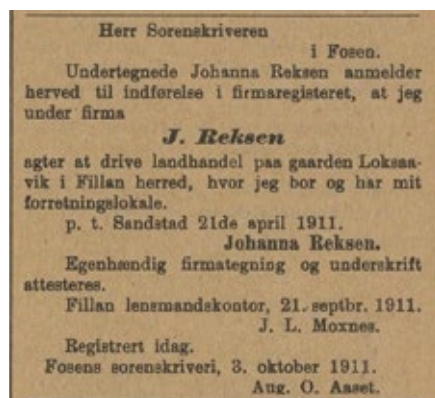 Herr Sorenskriveren
i Fosen.
Undertegnede Johanna Reksen anmelder
herved til indførelse i firmaregisteret, at jeg
under firma
J. Reksen
agter at drive landhandel paa gaarden Loksaa-
vik i Fillan herred, hvor jeg bor og har mit
forretningslokale.
p. t. Sandstad 21de april 1911.
Johanna Reksen.
Egenhændig firmategning og underskrift
attesteres.
Fillan lensmandskontor, 21. septbr. 1911.
J. L. Moxnes.
Registrert idag.
Fosens sorenskriveri, 3. oktober 1911.
Aug. O. Aaset.